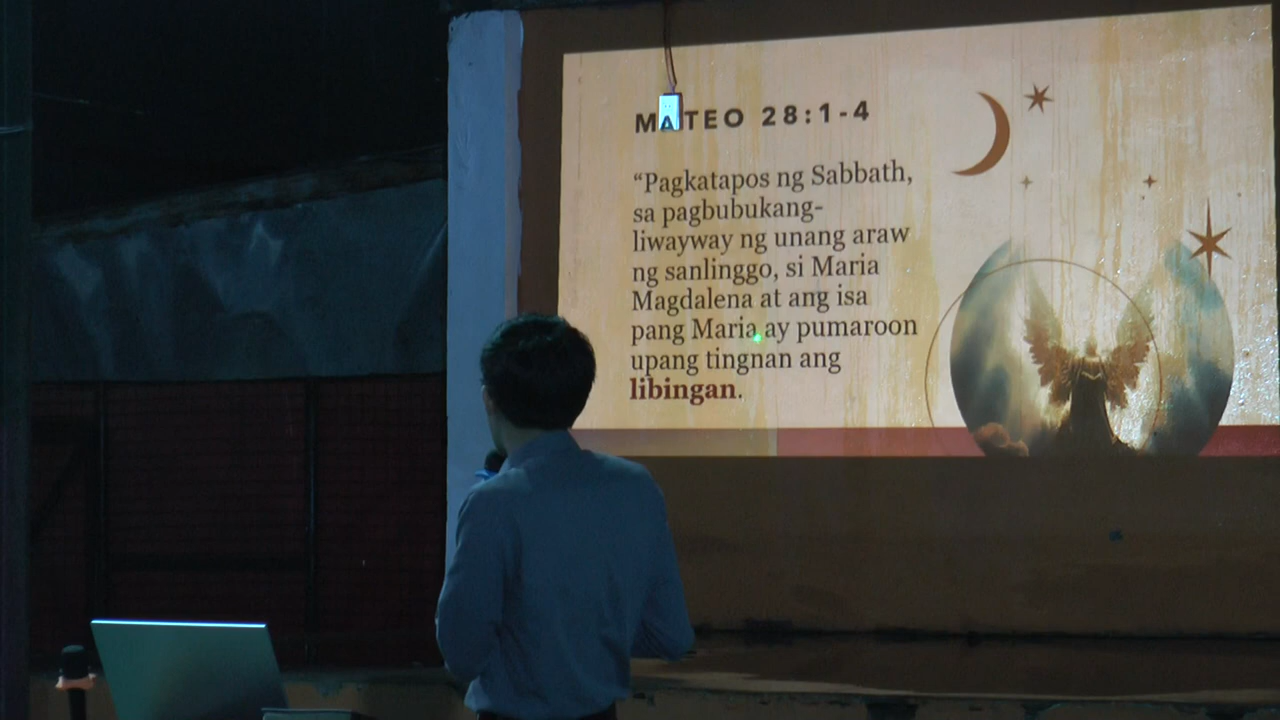 MATEO 28:1-4
“Pagkatapos ng Sabbath,
sa pagbubukang-
liwayway ng unang araw
ng sanlinggo, si Maria
Magdalena at ang isa
pang Maria ay pumaroon
upang tingnan ang
libingan.